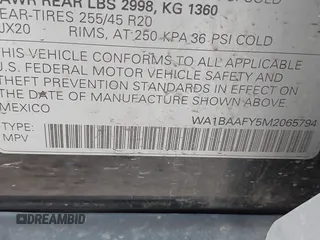 GAWR REAR LBS 2998, KG 1360
REAR-TIRES 255/45 R20
JX20 RIMS, AT 250 KPA 36 PSI COLD
THIS VEHICLE CONFORMS TO ALL APPLICABLE
U.S. FEDERAL MOTOR VEHICLE SAFETY AND
THEFT PREVENTION STANDARDS IN EFFECT ON
THE DATE OF MANUFACTURE SHOWN ABOVE.
MEXICO
WA1BAAFY5M2065794
TYPE:
MPV
DREAMBID